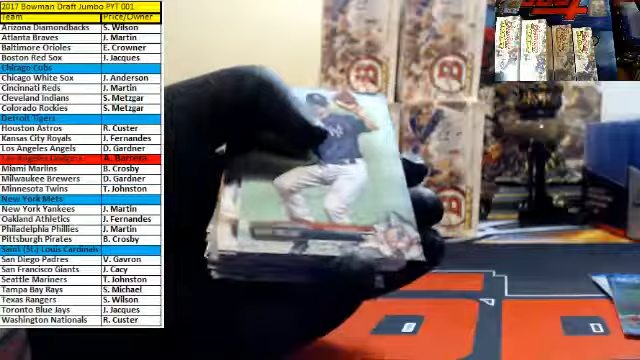 2017 Bowman Draft Jumbo PYT 001
Team Price/Owner
Arizona Diamondbacks S. Wilson
Atlanta Braves J. Martin
Baltimore Orioles E. Crowner
Boston Red Sox J. Jacques
Chicago Cubs
Chicago White Sox J. Anderson
Cincinnati Reds J. Martin
Cleveland Indians S. Metzgar
Colorado Rockies S. Metzgar
Detroit Tigers
Houston Astros R. Custer
Kansas City Royals J. Fernandes
Los Angeles Angels D. Gardner
Los Angeles Dodgers A. Barrera
Miami Marlins B. Crosby
Milwaukee Brewers D. Gardner
Minnesota Twins T. Johnston
New York Mets
New York Yankees J. Martin
Oakland Athletics J. Fernandes
Philadelphia Phillies J. Martin
Pittsburgh Pirates B. Crosby
Saint (St.) Louis Cardinals
San Diego Padres V. Gavron
San Francisco Giants J. Cacy
Seattle Mariners T. Johnston
Tampa Bay Rays S. Michael
Texas Rangers S. Wilson
Toronto Blue Jays J. Jacques
Washington Nationals R. Custer